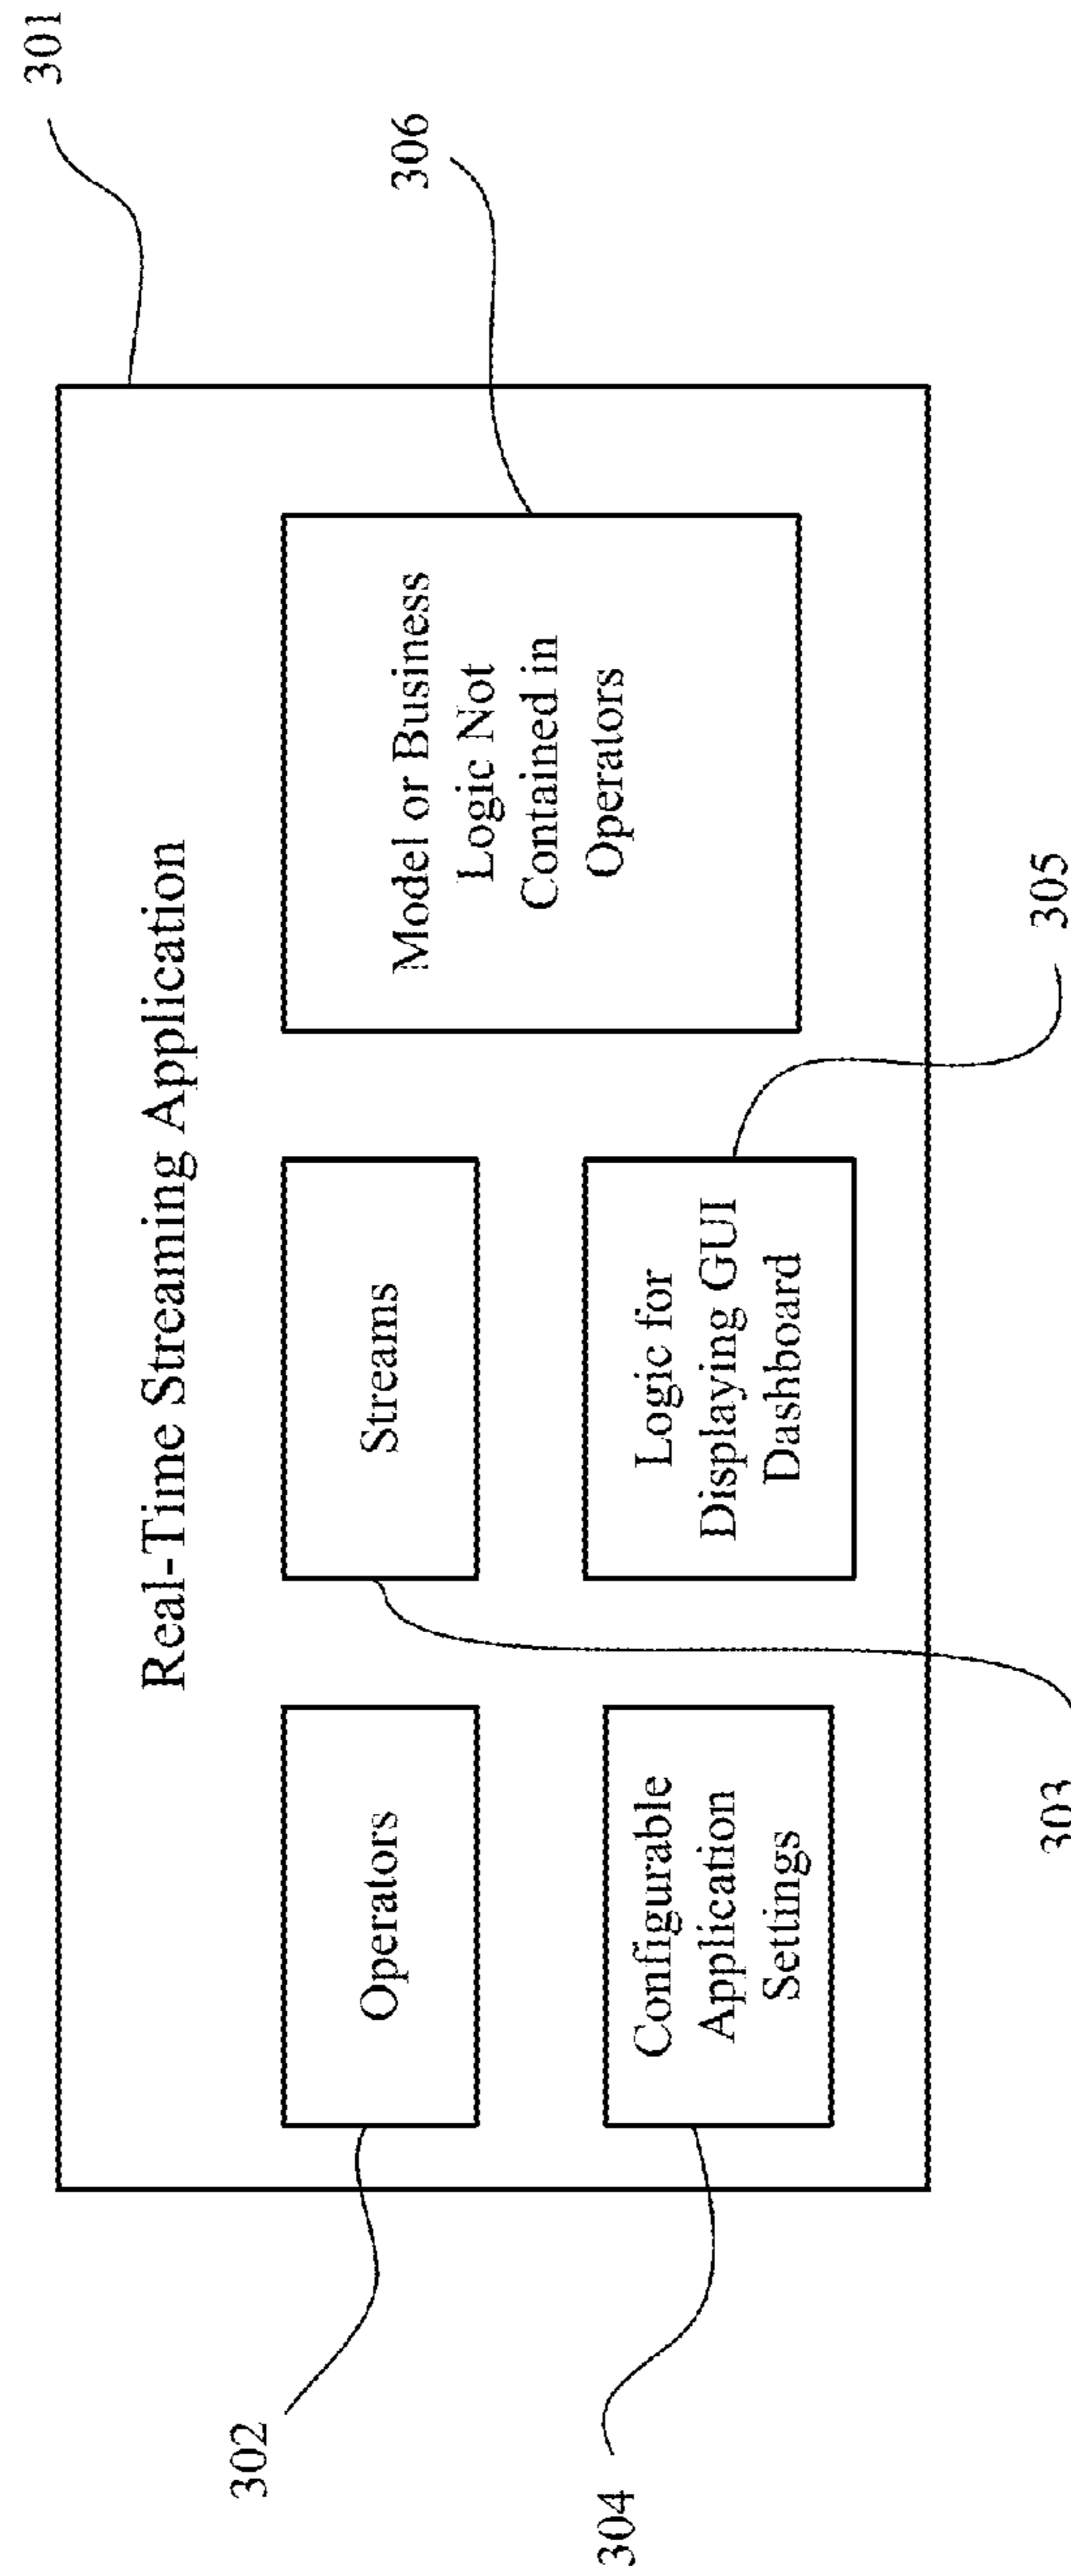 Real-Time Streaming Application
301
Operators
302
Streams
303
Model or Business
Logic Not
Contained in
Operators
306
Configurable
Application
Settings
304
Logic for
Displaying GUI
Dashboard
305